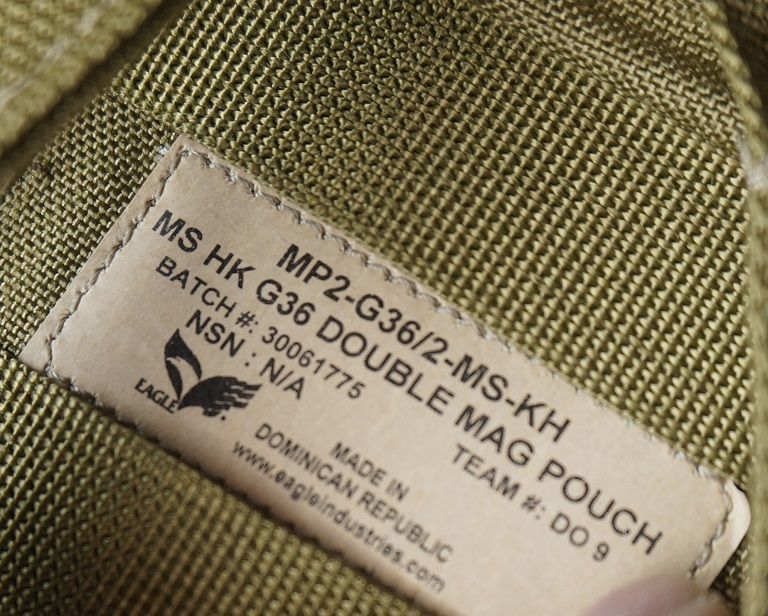 MP2-G36/2-MS-KH
MS HK G36 DOUBLE MAG POUCH
BATCH #: 30061775 TEAM #: DO 9
NSN : N/A
EAGLE
MADE IN
DOMINICAN REPUBLIC
www.eagleindustries.com